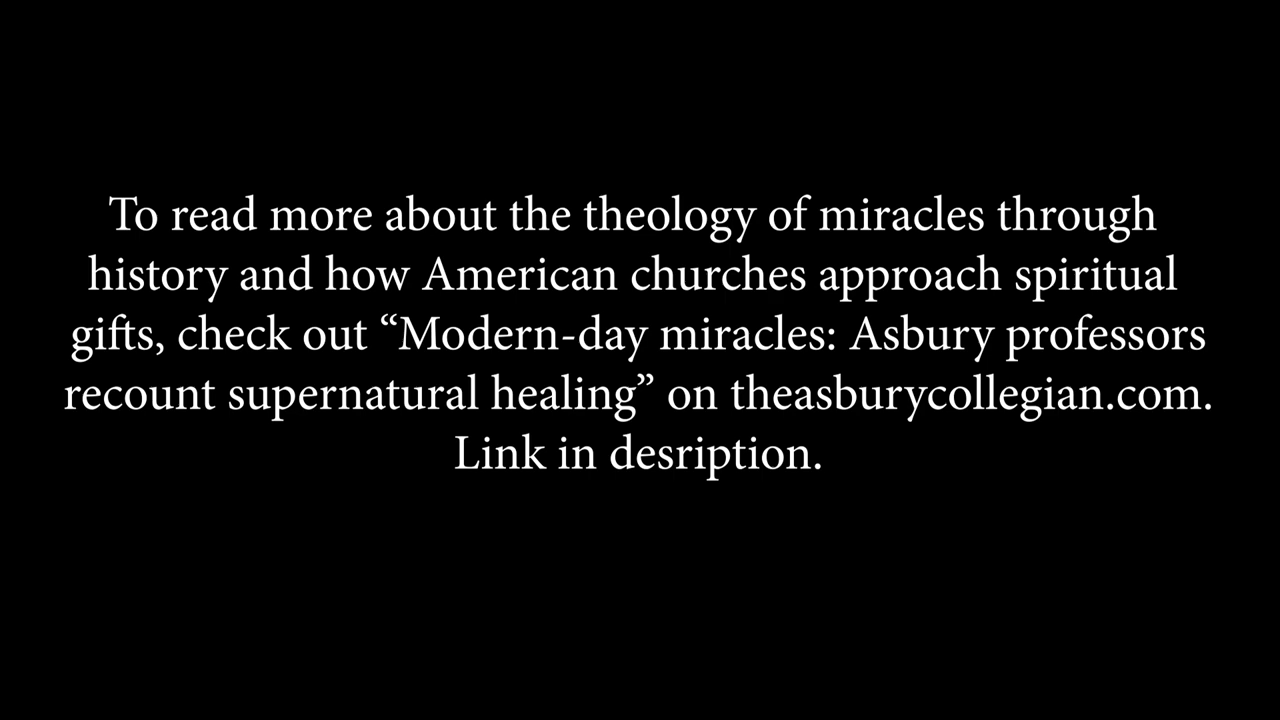 To read more about the theology of miracles through
history and how American churches approach spiritual
gifts, check out “Modern-day miracles: Asbury professors
recount supernatural healing” on theasburycollegian.com.
Link in desription.